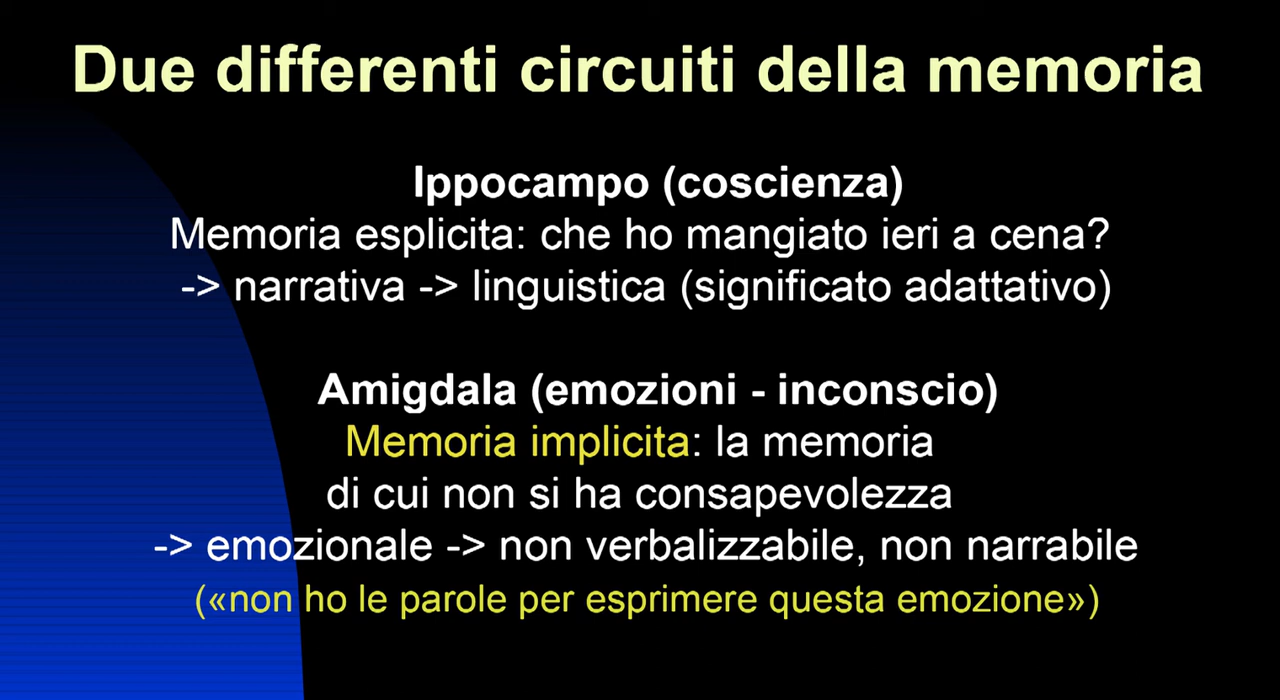 Due differenti circuiti della memoria
Ippocampo (coscienza)
Memoria esplicita: che ho mangiato ieri a cena?
-> narrativa -> linguistica (significato adattativo)
Amigdala (emozioni - inconscio)
Memoria implicita: la memoria
di cui non si ha consapevolezza
-> emozionale -> non verbalizzabile, non narrabile
(«non ho le parole per esprimere questa emozione»)